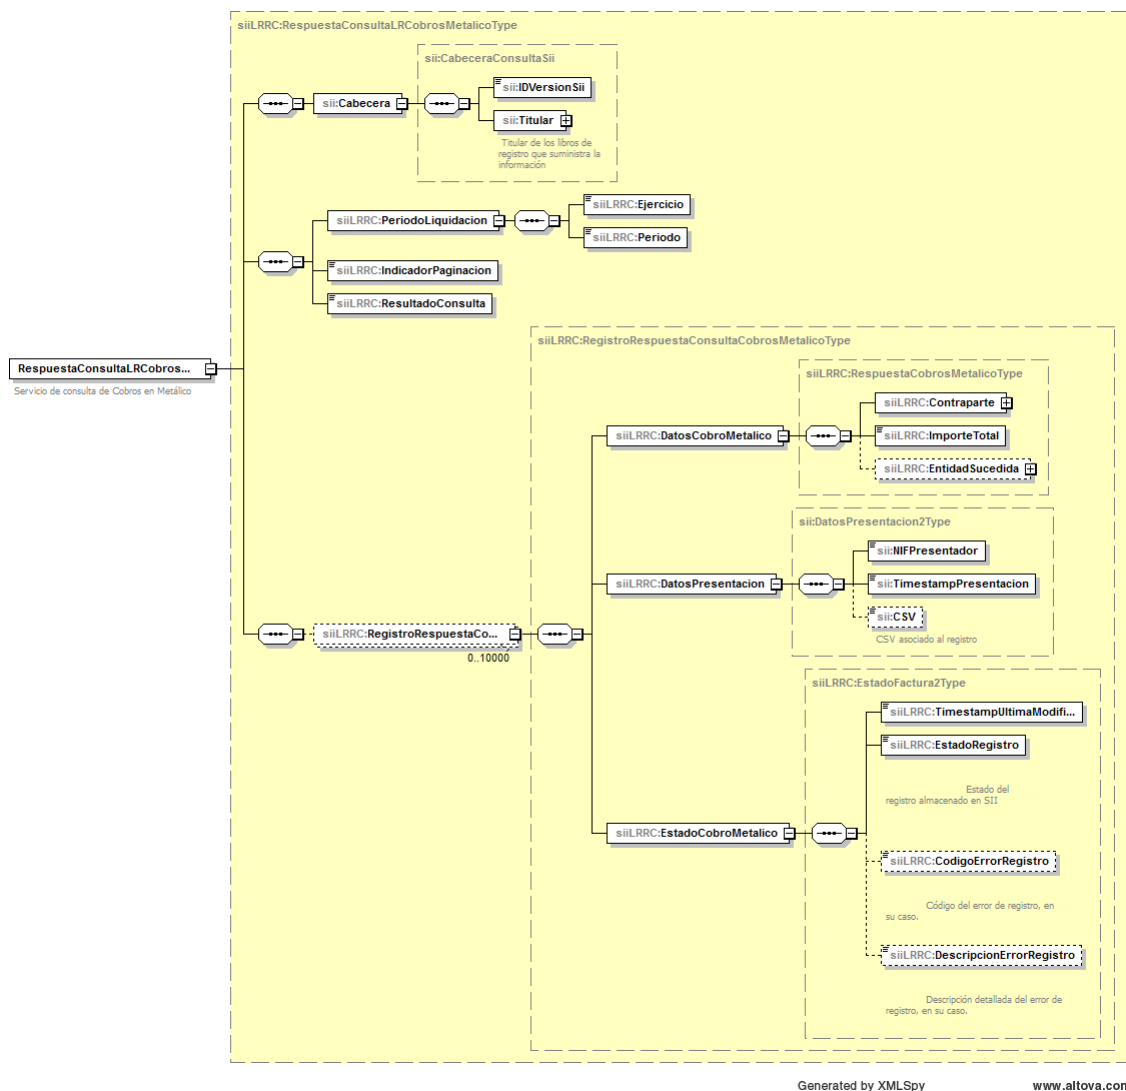 siiLRRC:RespuestaConsultaLRCobrosMetalicoType
sii:CabeceraConsultaSii
sii:IDVersionSii
sii:Cabecera
sii:Titular
Titular de los libros de
registro que suministra la
información
siiLRRC:Ejercicio
siiLRRC:PeriodoLiquidacion
siiLRRC:Periodo
siiLRRC:IndicadorPaginacion
siiLRRC:ResultadoConsulta
siiLRRC:RegistroRespuestaConsultaCobrosMetalicoType
RespuestaConsultaLRCobros...
Servicio de consulta de Cobros en Metálico
siiLRRC:RespuestaCobrosMetalicoType
siiLRRC:Contraparte
siiLRRC:DatosCobroMetalico
siiLRRC:ImporteTotal
siiLRRC:EntidadSucedida
sii:DatosPresentacion2Type
sii:NIFPresentador
siiLRRC:DatosPresentacion
sii:TimestampPresentacion
sii:CSV
CSV asociado al registro
siiLRRC:RegistroRespuestaCo...
0..10000
siiLRRC:EstadoFactura2Type
siiLRRC:TimestampUltimaModifi...
siiLRRC:EstadoRegistro
Estado del
registro almacenado en SII
siiLRRC:EstadoCobroMetalico
siiLRRC:CodigoErrorRegistro
Código del error de registro, en
su caso.
siiLRRC:DescripcionErrorRegistro
Descripción detallada del error de
registro, en su caso.
Generated by XMLSpy
www.altova.com